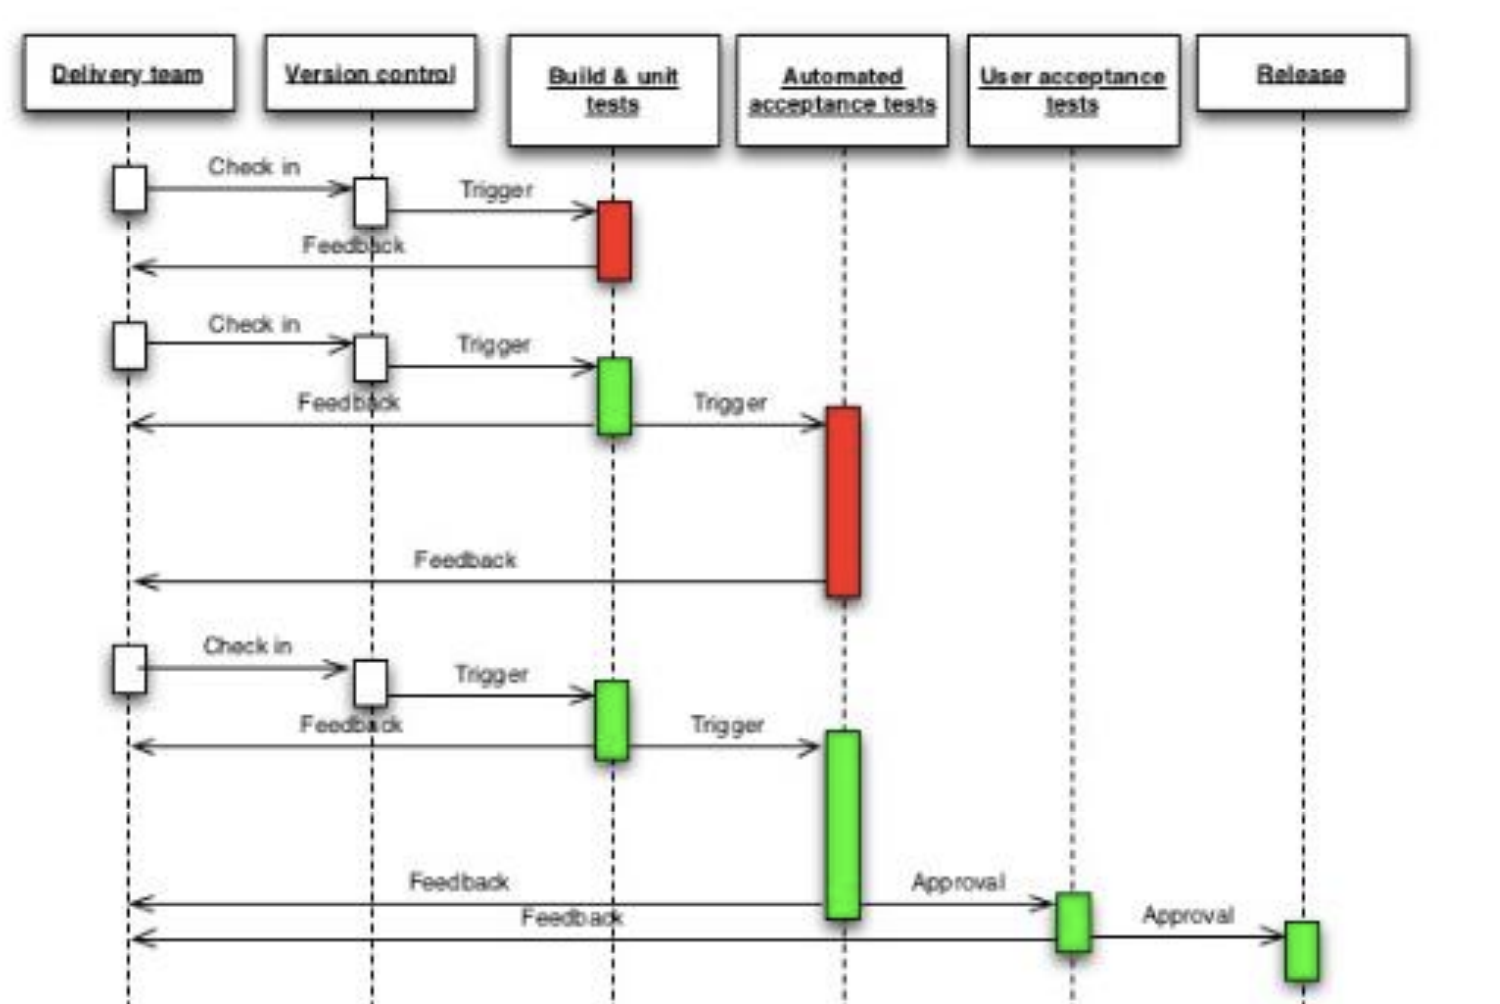 Delivery team
Version control
Build & unit
tests
Automated
acceptance tests
User acceptance
tests
Release
Check in
Trigger
Feedback
Check in
Trigger
Feedback
Trigger
Feedback
Check in
Trigger
Feedback
Trigger
Feedback
Approval
Feedback
Approval